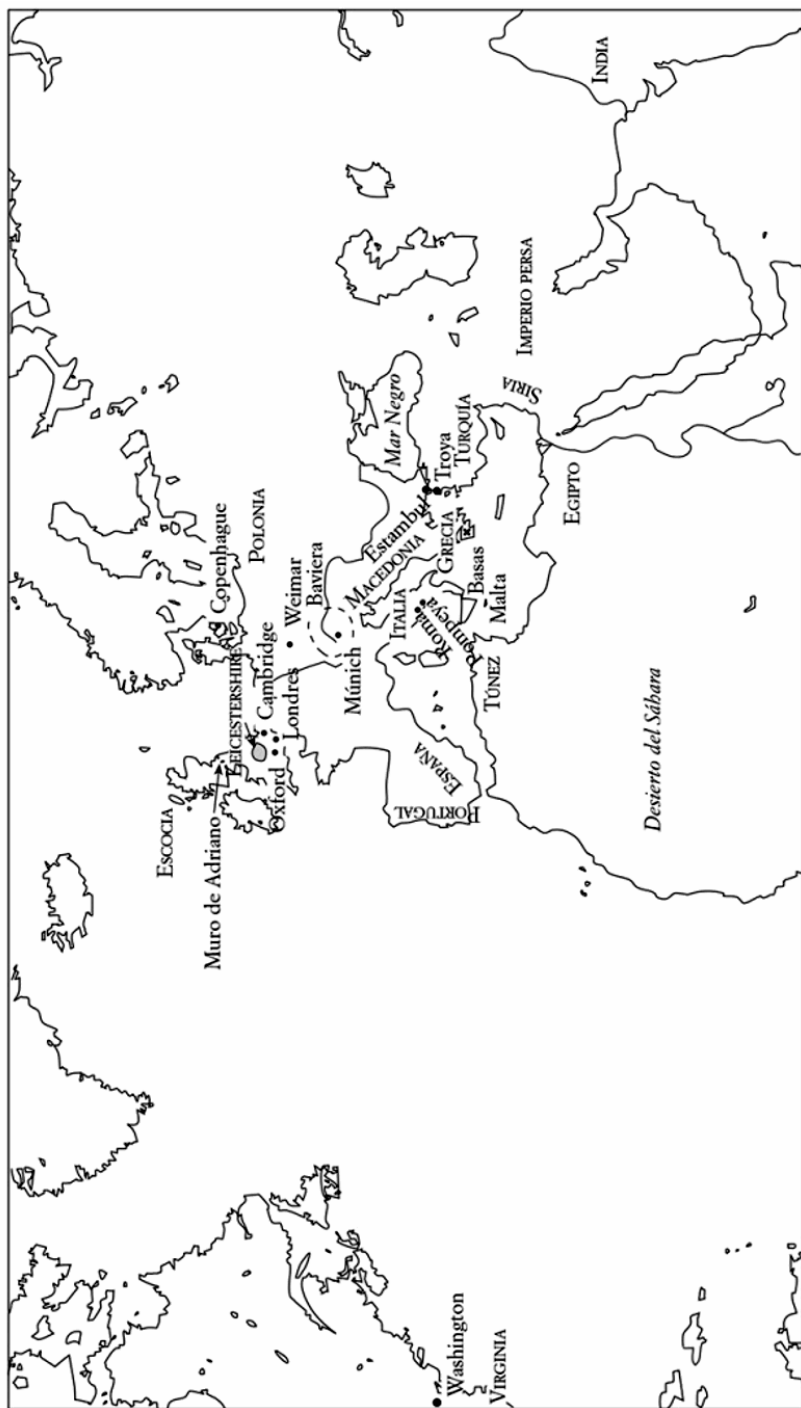 ESCOCIA
Muro de Adriano
LEICESTERSHIRE
Cambridge
Londres
Oxford
Copenhague
POLONIA
Weimar
Baviera
Múnich
ESPAÑA
PORTUGAL
ITALIA
Roma
Pompeya
MACEDONIA
GRECIA
Estambul
Mar Negro
Troya
TURQUÍA
Basas
Malta
TÚNEZ
SIRIA
IMPERIO PERSA
INDIA
EGIPTO
Desierto del Sáhara
Washington
VIRGINIA